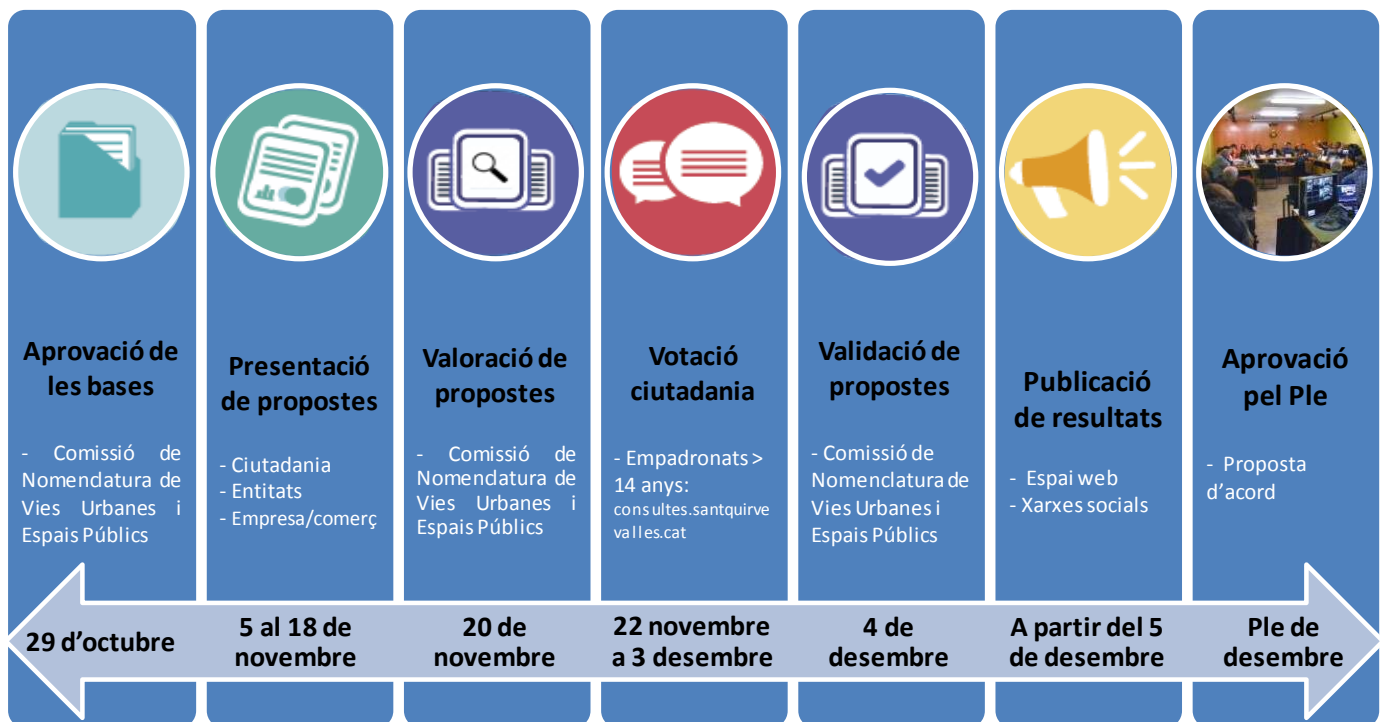 Aprovació de
les bases
- Comissió de
Nomenclatura de
Vies Urbanes i
Espais Públics
29 d’octubre
Presentació
de propostes
- Ciutadania
- Entitats
- Empresa/comerç
5 al 18 de
novembre
Valoració de
propostes
- Comissió de
Nomenclatura de
Vies Urbanes i
Espais Públics
20 de
novembre
Votació
ciutadania
- Empadronats >
14 anys:
consultes.santquirve
valles.cat
22 novembre
a 3 desembre
Validació de
propostes
- Comissió de
Nomenclatura de
Vies Urbanes i
Espais Públics
4 de
desembre
Publicació
de resultats
- Espai web
- Xarxes socials
A partir del 5
de desembre
Aprovació
pel Ple
- Proposta
d’acord
Ple de
desembre